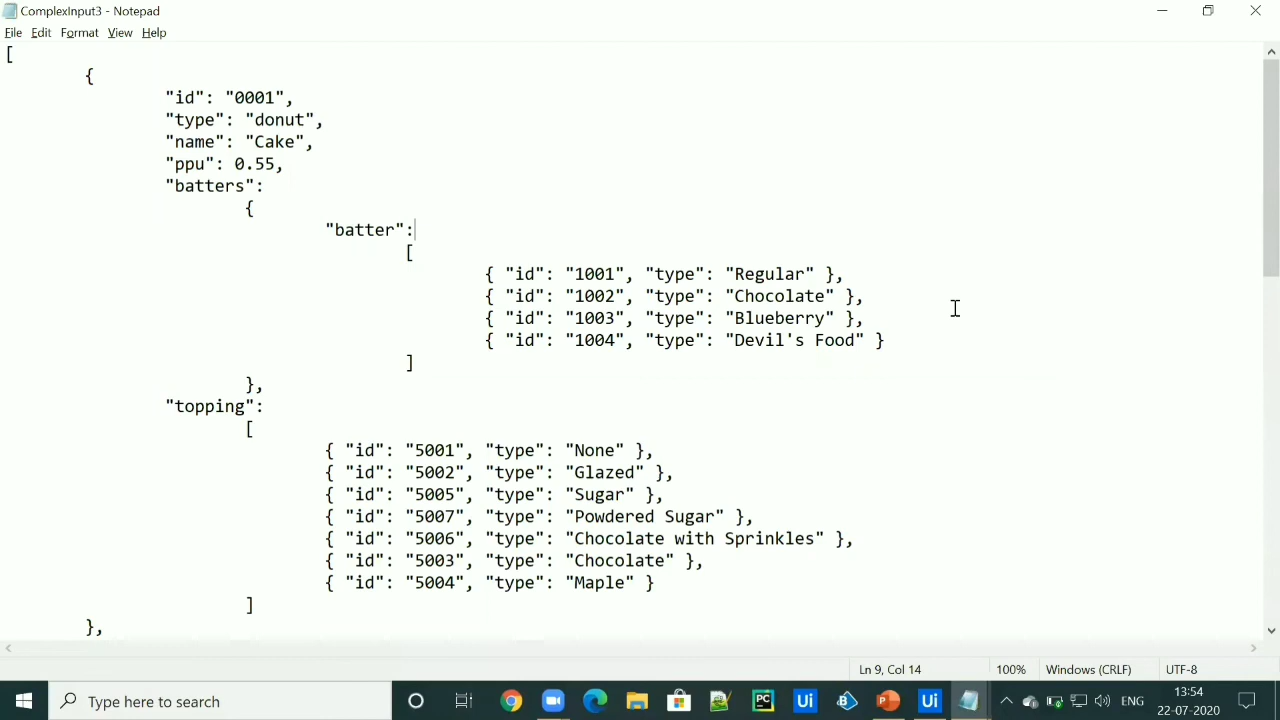 ComplexInput3 - Notepad
File Edit Format View Help
[
{
"id": "0001",
"type": "donut",
"name": "Cake",
"ppu": 0.55,
"batters":
{
"batter":
[
{ "id": "1001", "type": "Regular" },
{ "id": "1002", "type": "Chocolate" },
{ "id": "1003", "type": "Blueberry" },
{ "id": "1004", "type": "Devil's Food" }
]
},
"topping":
[
{ "id": "5001", "type": "None" },
{ "id": "5002", "type": "Glazed" },
{ "id": "5005", "type": "Sugar" },
{ "id": "5007", "type": "Powdered Sugar" },
{ "id": "5006", "type": "Chocolate with Sprinkles" },
{ "id": "5003", "type": "Chocolate" },
{ "id": "5004", "type": "Maple" }
]
},
Ln 9, Col 14 100% Windows (CRLF) UTF-8
Type here to search PC Ui Ui ENG 13:54
22-07-2020